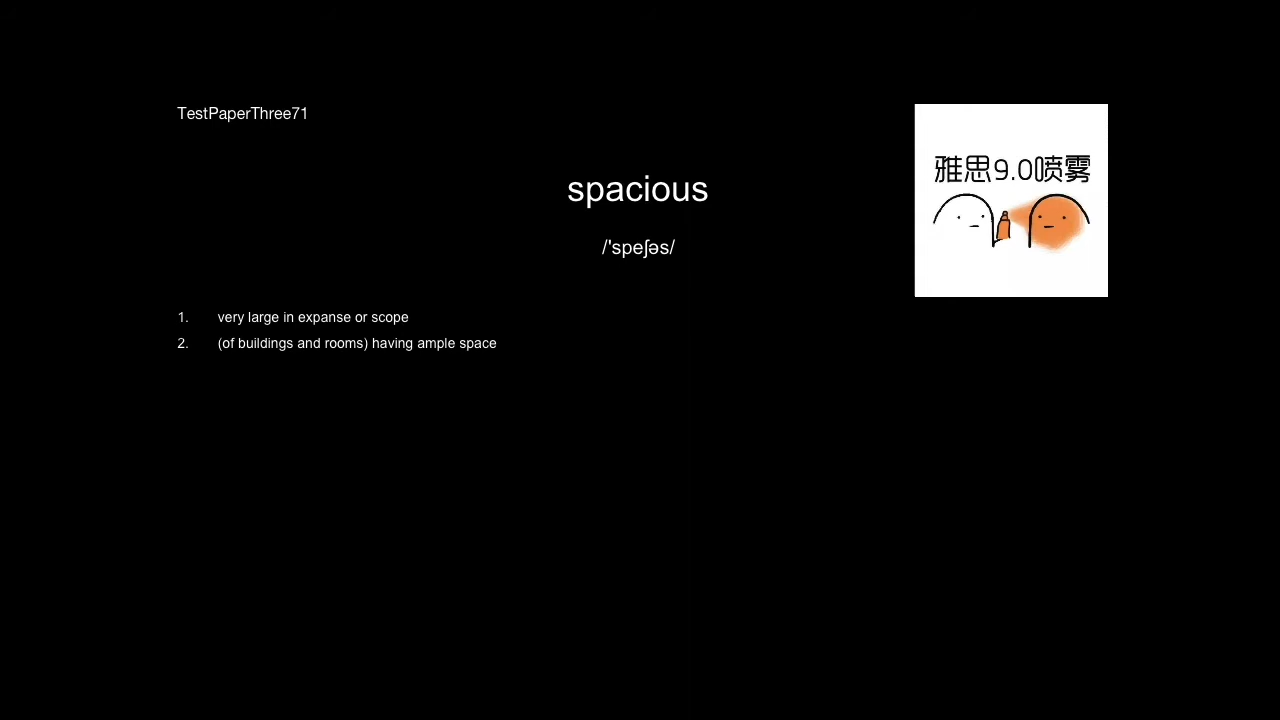 TestPaperThree71
雅思9.0喷雾
spacious
/'speʃəs/
1. very large in expanse or scope
2. (of buildings and rooms) having ample space